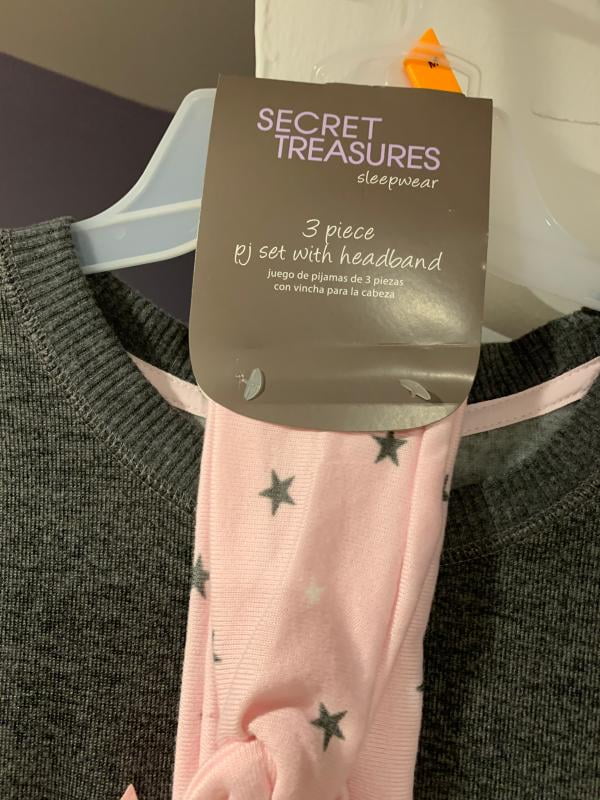 SECRET
TREASURES
sleepwear
3 piece
pj set with headband
juego de pijamas de 3 piezas
con vincha para la cabeza